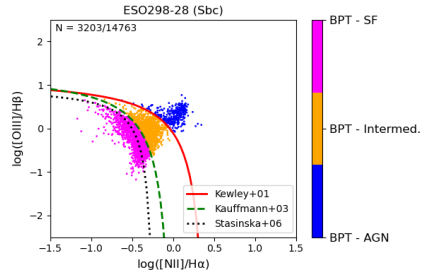 ESO298-28 (Sbc)
N = 3203/14763
log([OIII]/Hβ)
2
1
0
−1
−2
−1.5
−1.0
−0.5
0.0
0.5
1.0
1.5
log([NII]/Hα)
Kewley+01
Kauffmann+03
Stasinska+06
BPT - SF
BPT - Intermed.
BPT - AGN